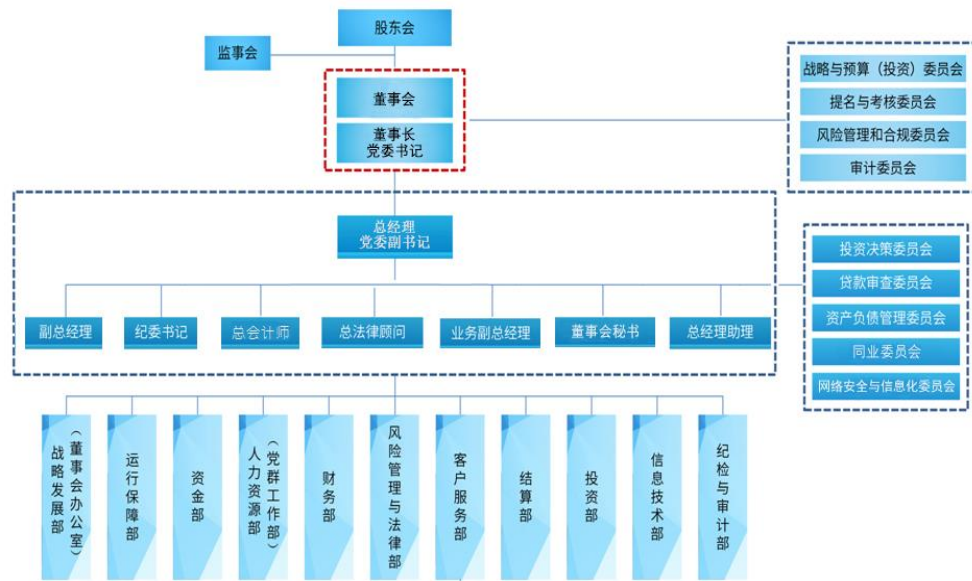 股东会
监事会
董事会
董事长
党委书记
战略与预算（投资）委员会
提名与考核委员会
风险管理和合规委员会
审计委员会
总经理
党委副书记
投资决策委员会
贷款审查委员会
资产负债管理委员会
同业委员会
网络安全与信息化委员会
副总经理
纪委书记
总会计师
总法律顾问
业务副总经理
董事会秘书
总经理助理
战略发展部
（董事会办公室）
运行保障部
资金部
人力资源部
（党群工作部）
财务部
风险管理与法律部
客户服务部
结算部
投资部
信息技术部
纪检与审计部